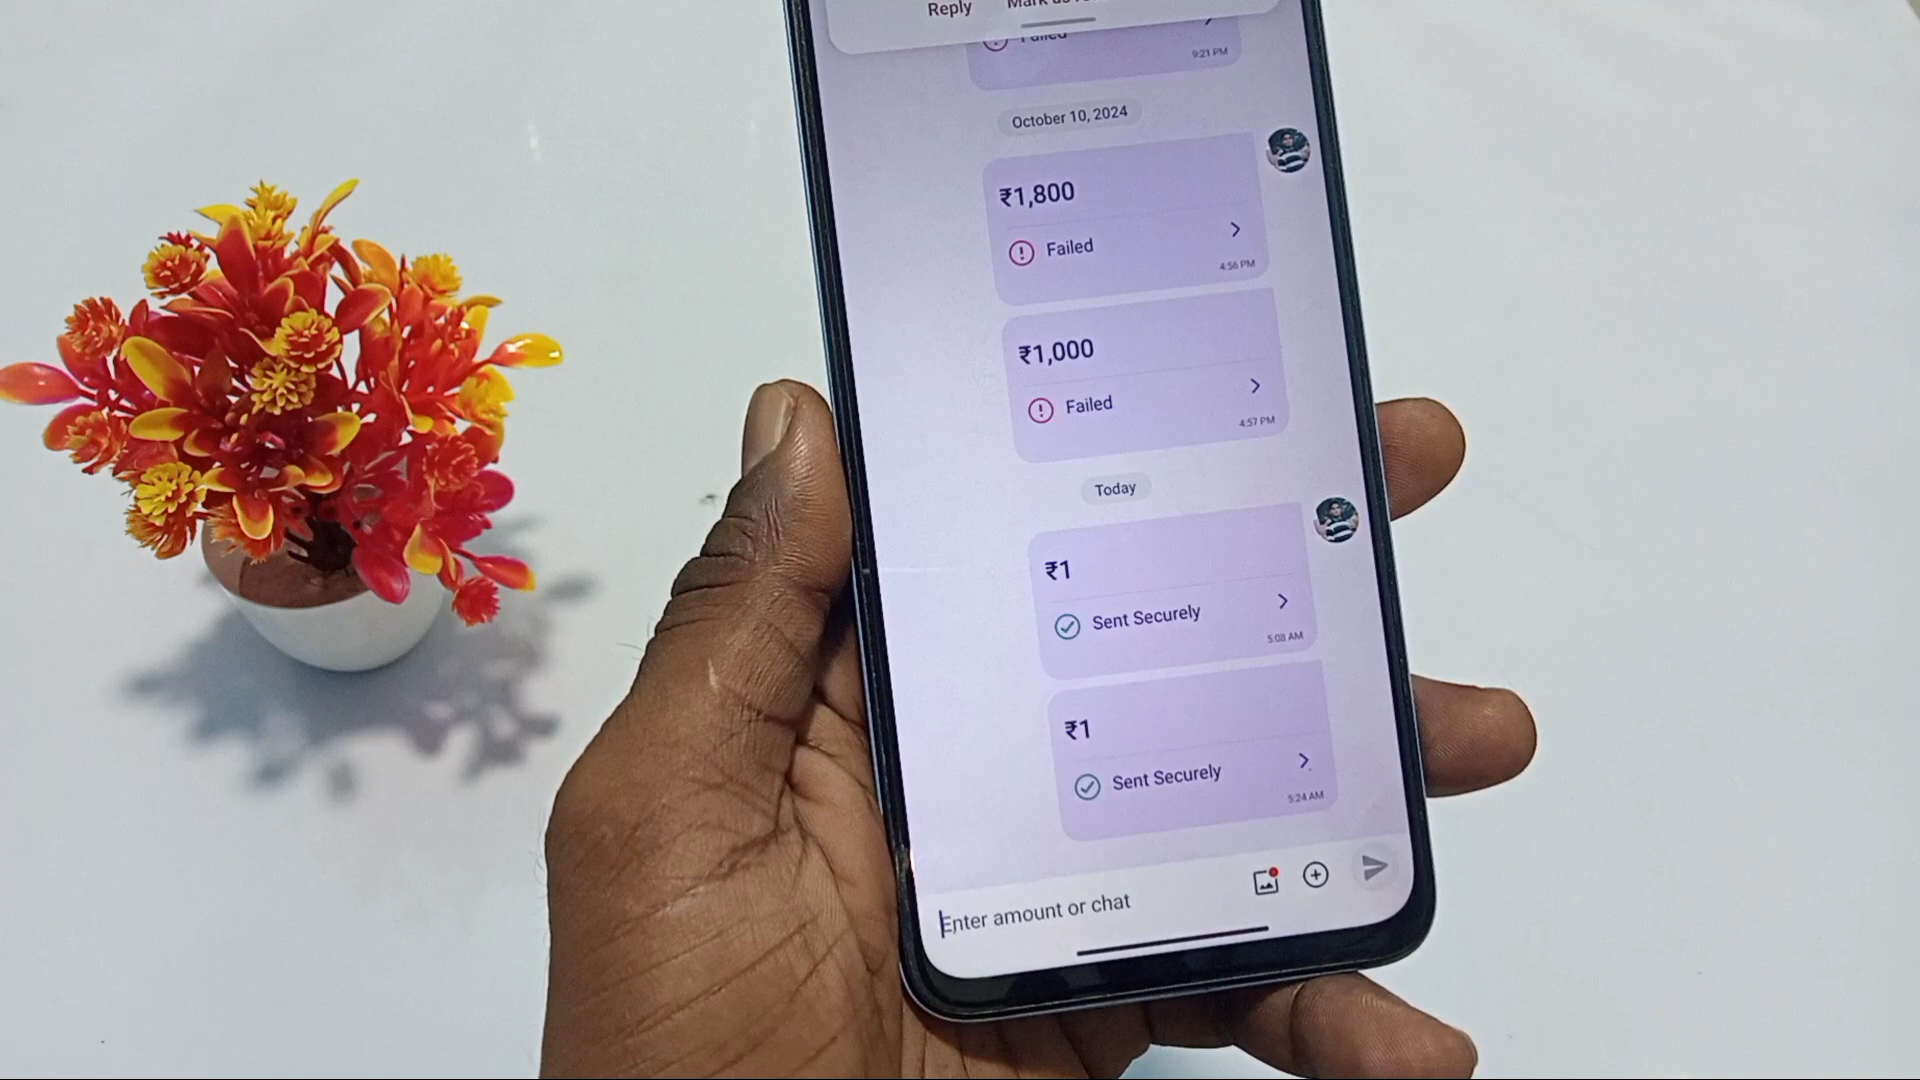 Reply
Failed
9:21 PM
October 10, 2024
₹1,800
Failed
4:56 PM
₹1,000
Failed
4:57 PM
Today
₹1
Sent Securely
5:08 AM
₹1
Sent Securely
5:24 AM
Enter amount or chat